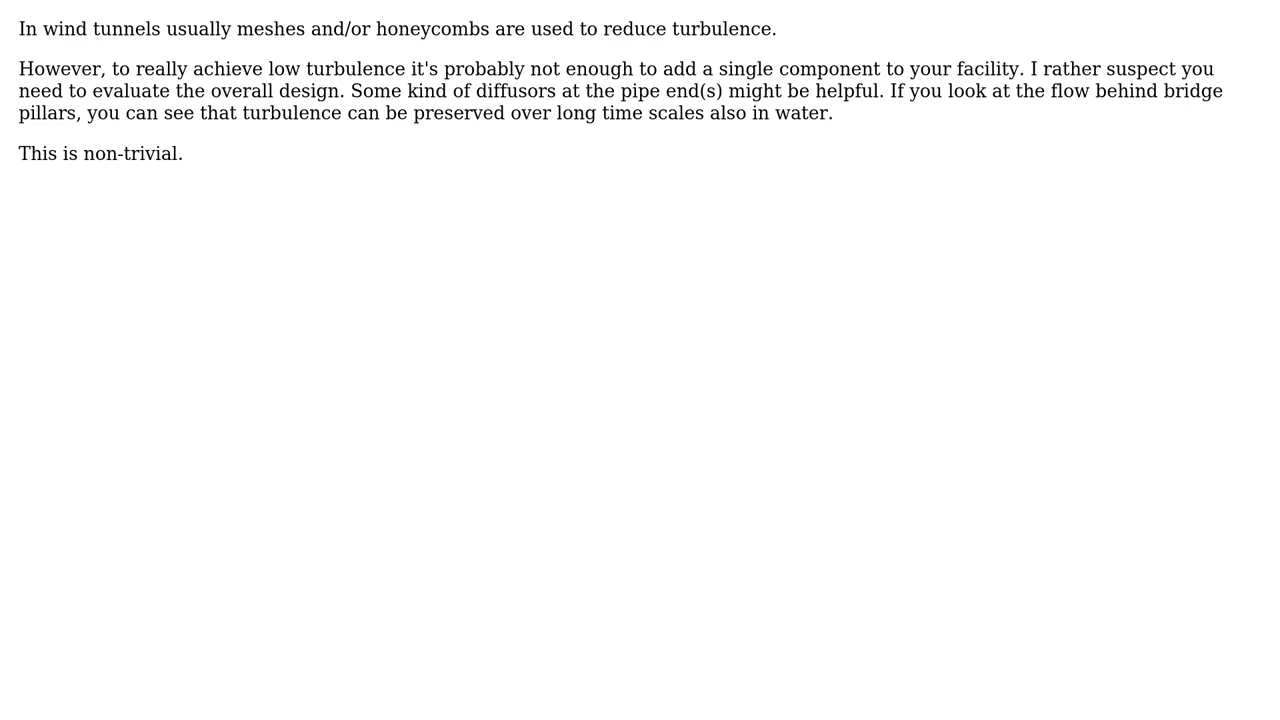 In wind tunnels usually meshes and/or honeycombs are used to reduce turbulence.
However, to really achieve low turbulence it's probably not enough to add a single component to your facility. I rather suspect you
need to evaluate the overall design. Some kind of diffusors at the pipe end(s) might be helpful. If you look at the flow behind bridge
pillars, you can see that turbulence can be preserved over long time scales also in water.
This is non-trivial.